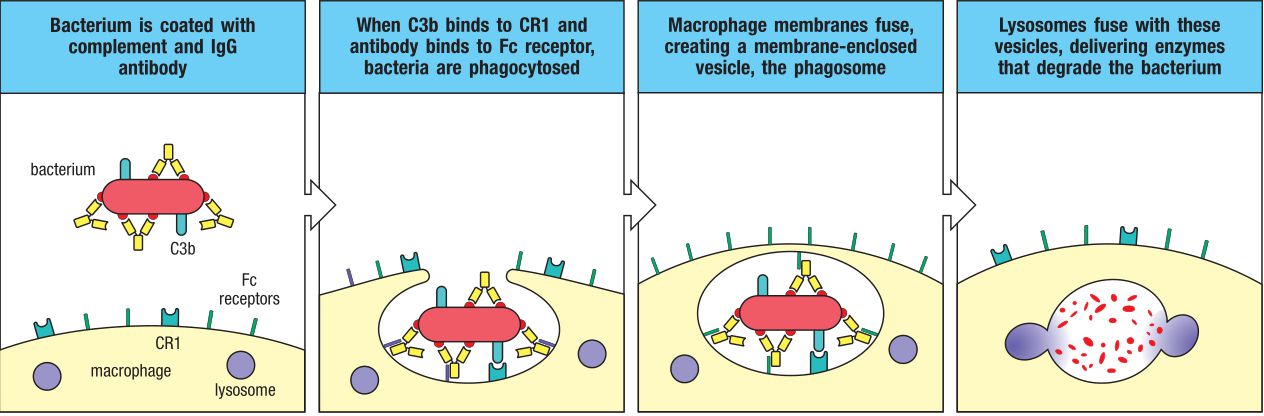 Bacterium is coated with
complement and IgG
antibody
When C3b binds to CR1 and
antibody binds to Fc receptor,
bacteria are phagocytosed
Macrophage membranes fuse,
creating a membrane-enclosed
vesicle, the phagosome
Lysosomes fuse with these
vesicles, delivering enzymes
that degrade the bacterium
bacterium
C3b
Fc
receptors
CR1
macrophage
lysosome